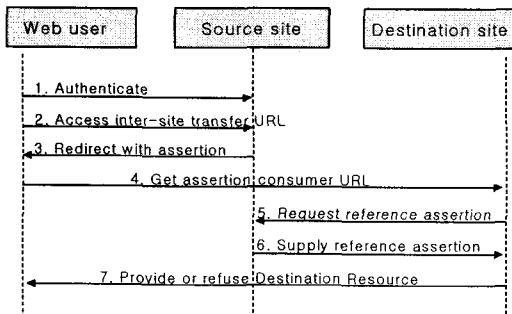 Web user
Source site
Destination site
1. Authenticate
2. Access inter-site transfer URL
3. Redirect with assertion
4. Get assertion consumer URL
5. Request reference assertion
6. Supply reference assertion
7. Provide or refuse Destination Resource